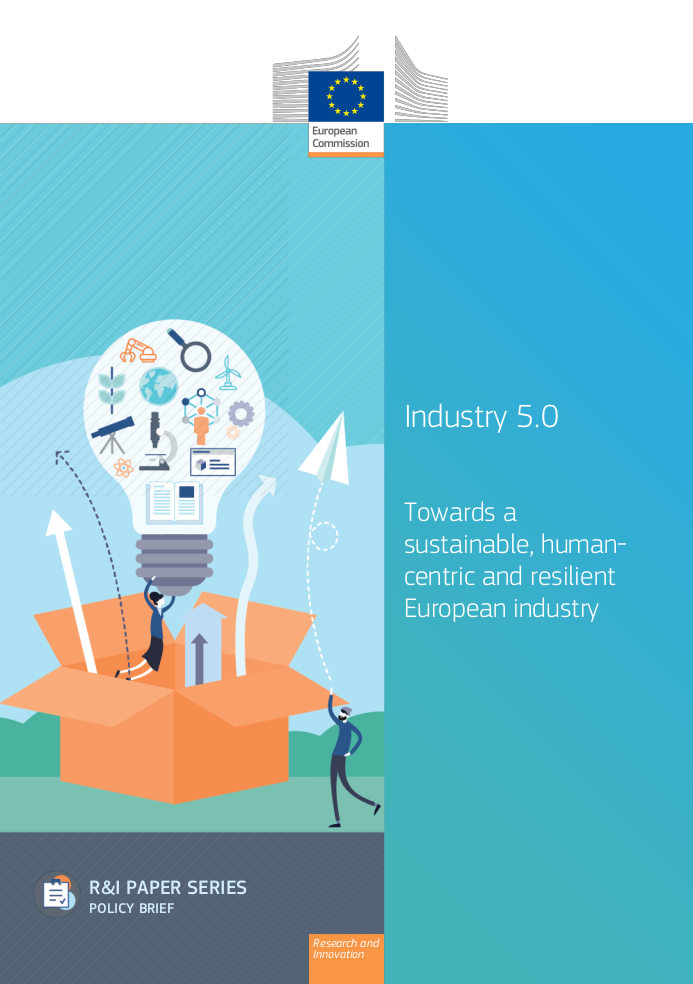 European
Commission
Industry 5.0
Towards a
sustainable, human-
centric and resilient
European industry
R&I PAPER SERIES
POLICY BRIEF
Research and
Innovation